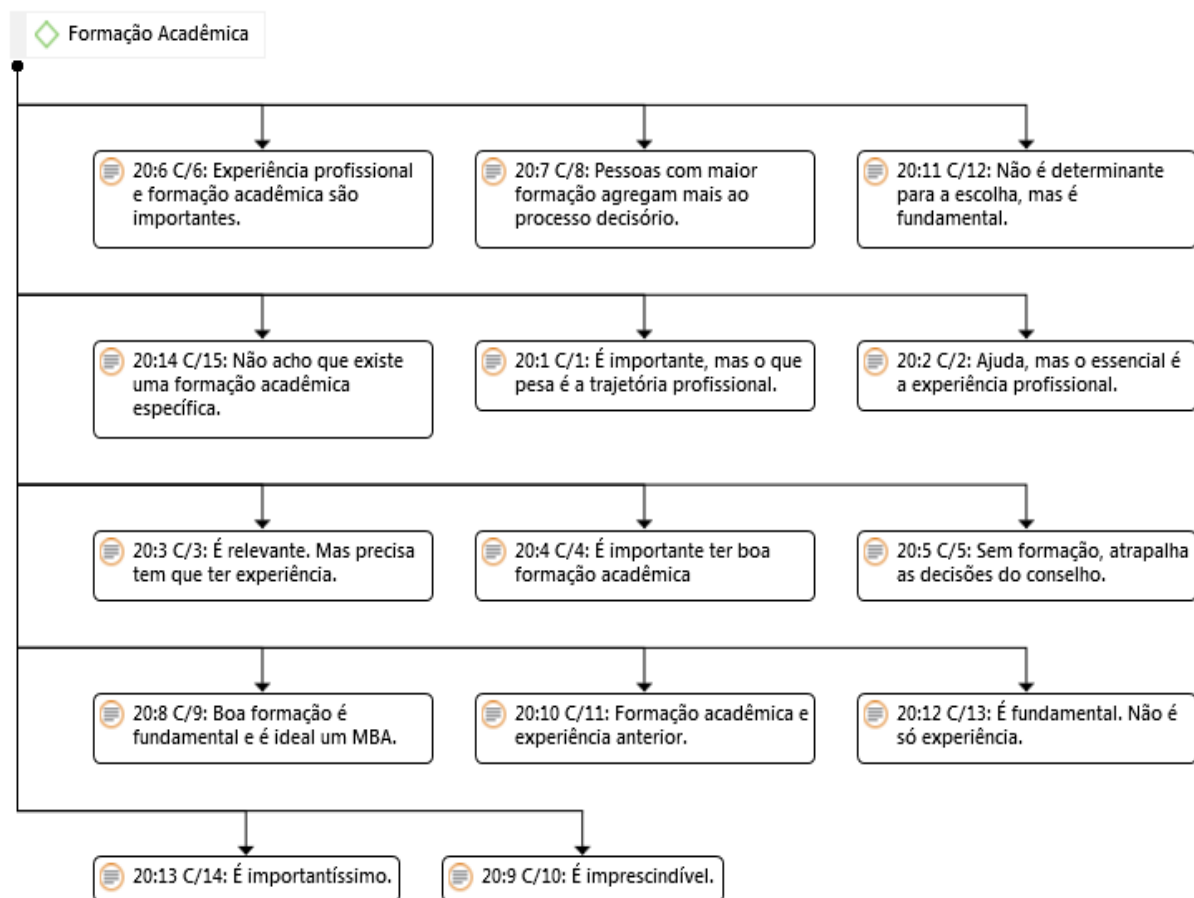 Formação Acadêmica
20:6 C/6: Experiência profissional
e formação acadêmica são
importantes.
20:7 C/8: Pessoas com maior
formação agregam mais ao
processo decisório.
20:11 C/12: Não é determinante
para a escolha, mas é
fundamental.
20:14 C/15: Não acho que existe
uma formação acadêmica
específica.
20:1 C/1: É importante, mas o que
pesa é a trajetória profissional.
20:2 C/2: Ajuda, mas o essencial é
a experiência profissional.
20:3 C/3: É relevante. Mas precisa
tem que ter experiência.
20:4 C/4: É importante ter boa
formação acadêmica
20:5 C/5: Sem formação, atrapalha
as decisões do conselho.
20:8 C/9: Boa formação é
fundamental e é ideal um MBA.
20:10 C/11: Formação acadêmica e
experiência anterior.
20:12 C/13: É fundamental. Não é
só experiência.
20:13 C/14: É importantíssimo.
20:9 C/10: É imprescindível.